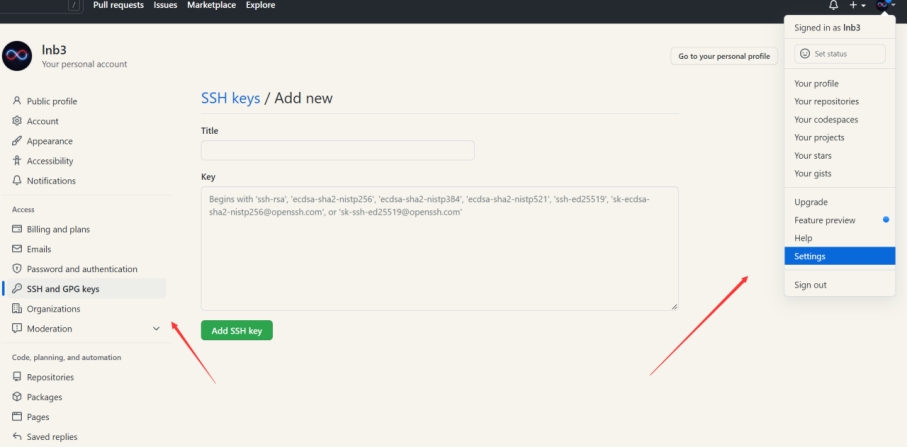 / Pull requests Issues Marketplace Explore
Signed in as lnb3
Set status
Your profile
Your repositories
Your codespaces
Your projects
Your stars
Your gists
Upgrade
Feature preview
Help
Settings
Sign out
lnb3
Your personal account
Go to your personal profile
Public profile
Account
Appearance
Accessibility
Notifications
Access
Billing and plans
Emails
Password and authentication
SSH and GPG keys
Organizations
Moderation
Code, planning, and automation
Repositories
Packages
Pages
Saved replies
SSH keys / Add new
Title
Key
Begins with 'ssh-rsa', 'ecdsa-sha2-nistp256', 'ecdsa-sha2-nistp384', 'ecdsa-sha2-nistp521', 'ssh-ed25519', 'sk-ecdsa-
sha2-nistp256@openssh.com', or 'sk-ssh-ed25519@openssh.com'
Add SSH key